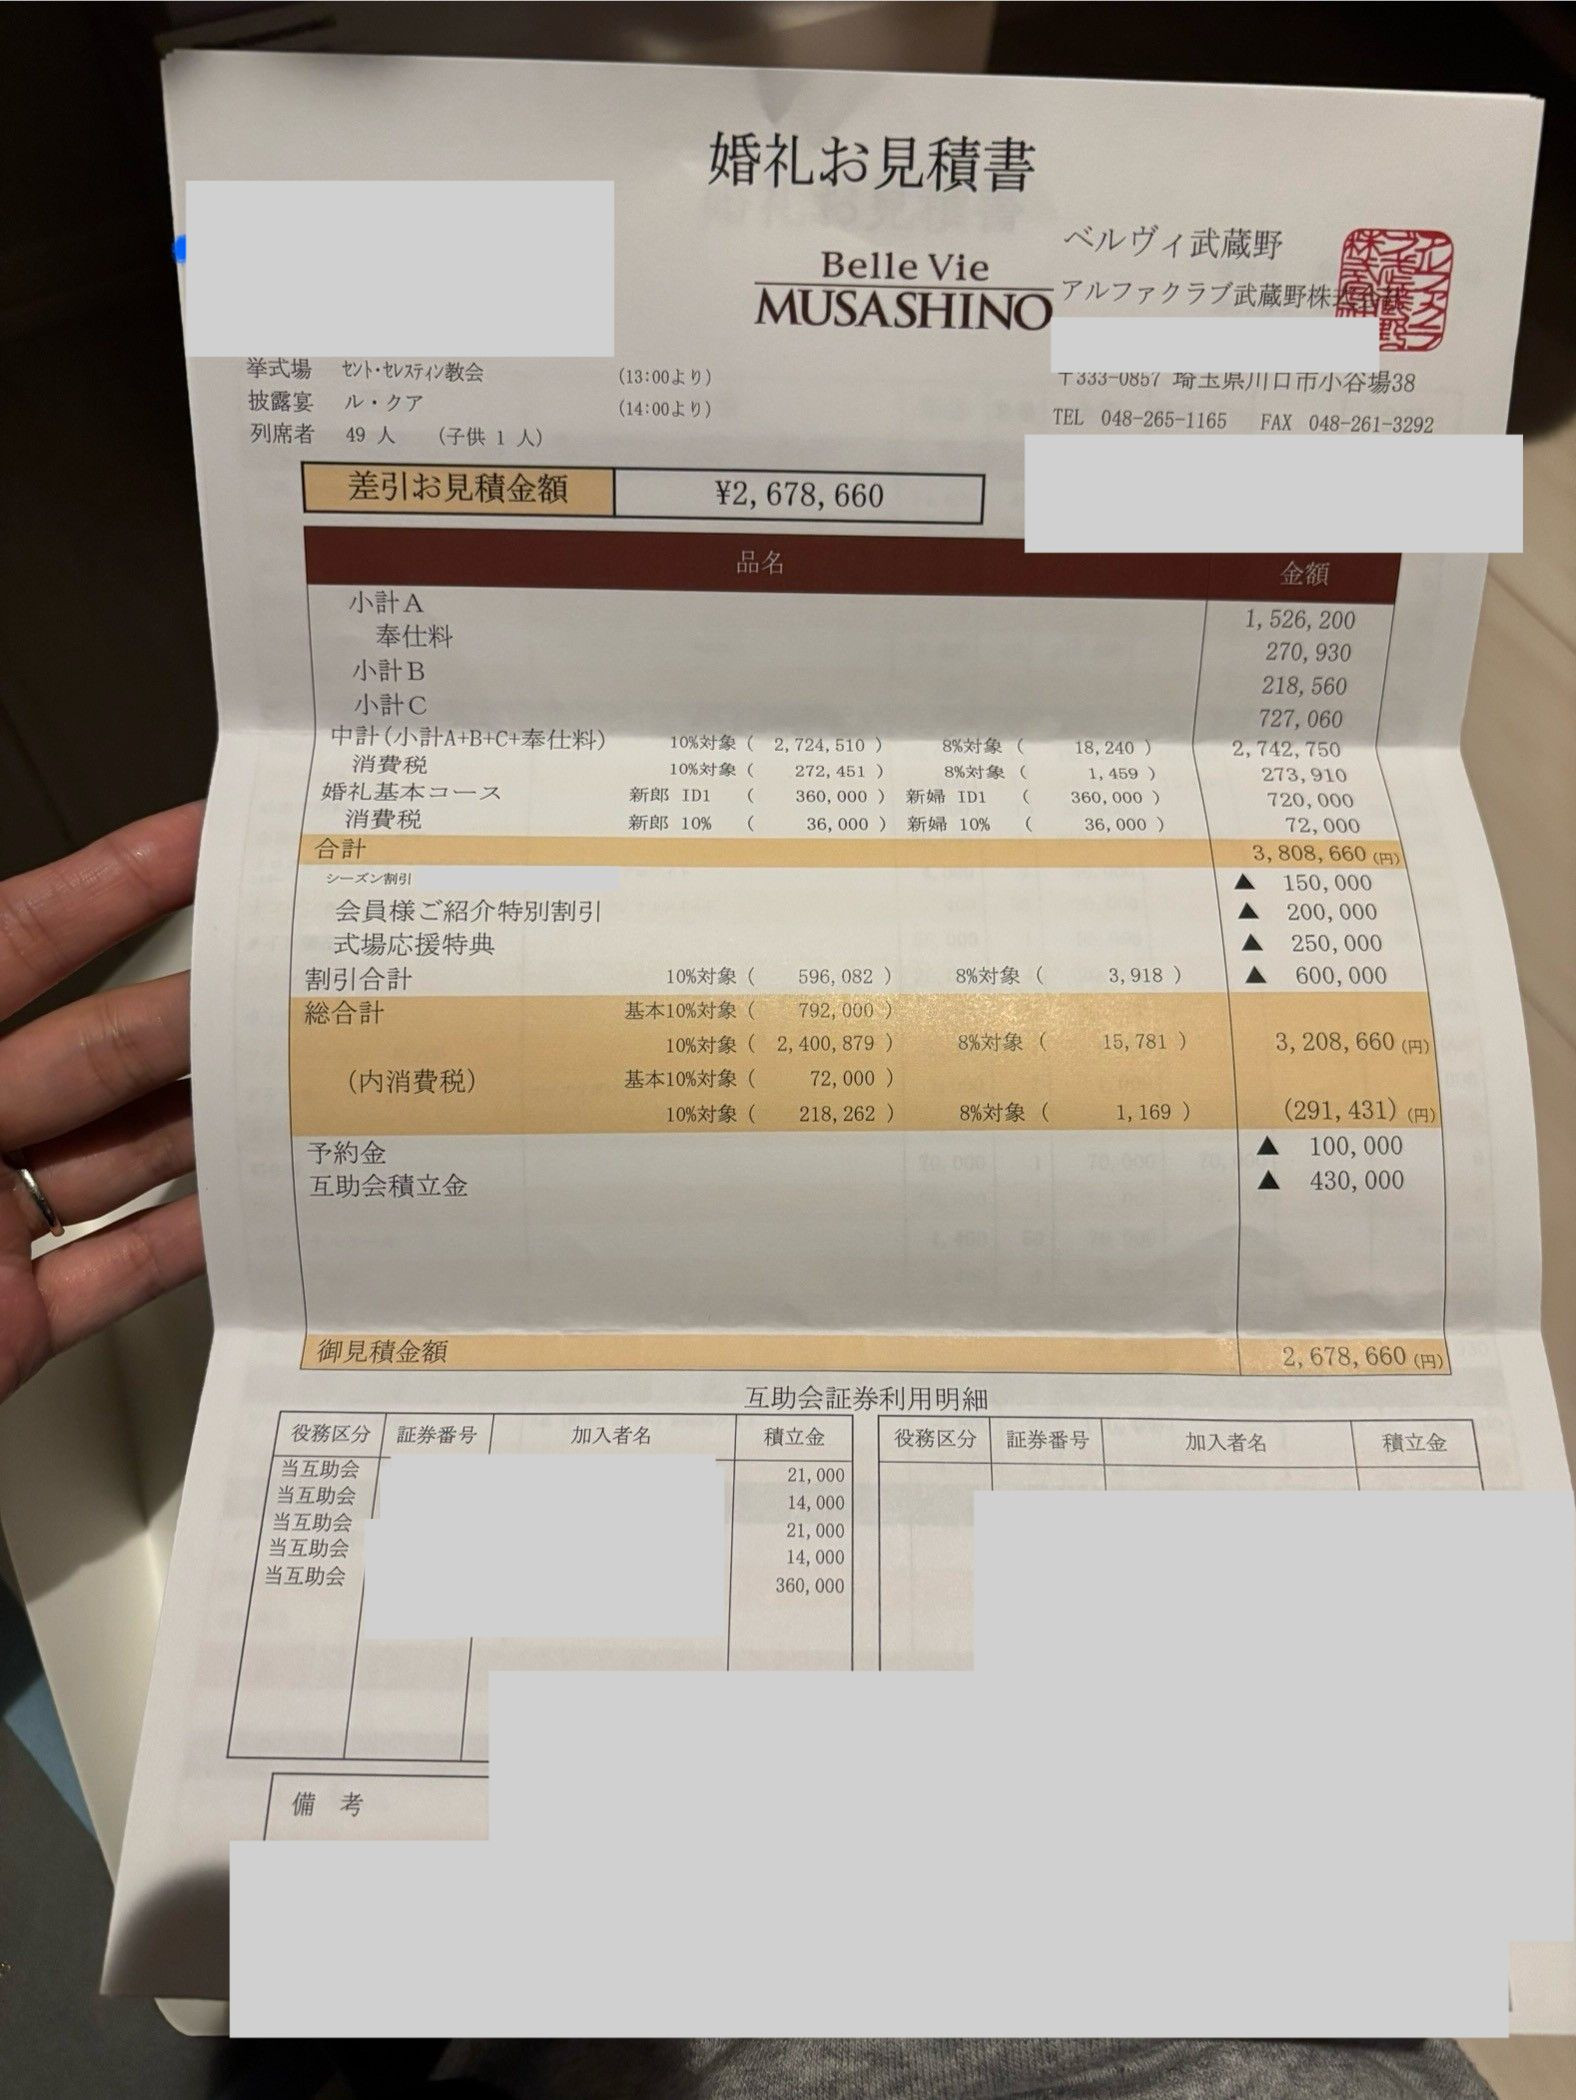 婚礼お見積書
Belle Vie
MUSASHINO
ベルヴィ武蔵野
アルファクラブ武蔵野株式会社
〒333-0857 埼玉県川口市小谷場38
TEL 048-265-1165 FAX 048-261-3292
挙式場 セント・セレスティン教会 (13:00より)
披露宴 ル・クア (14:00より)
列席者 49 人 (子供 1 人)
差引お見積金額 ¥2,678,660
品名 金額
小計A 1,526,200
奉仕料 270,930
小計B 218,560
小計C 727,060
中計(小計A+B+C+奉仕料) 10%対象 ( 2,724,510 ) 8%対象 ( 18,240 ) 2,742,750
消費税 10%対象 ( 272,451 ) 8%対象 ( 1,459 ) 273,910
婚礼基本コース 新郎 ID1 ( 360,000 ) 新婦 ID1 ( 360,000 ) 720,000
消費税 新郎 10% ( 36,000 ) 新婦 10% ( 36,000 ) 72,000
合計 3,808,660 (円)
シーズン割引 ▲ 150,000
会員様ご紹介特別割引 ▲ 200,000
式場応援特典 ▲ 250,000
割引合計 10%対象 ( 596,082 ) 8%対象 ( 3,918 ) ▲ 600,000
総合計 基本10%対象 ( 792,000 )
10%対象 ( 2,400,879 ) 8%対象 ( 15,781 ) 3,208,660 (円)
(内消費税) 基本10%対象 ( 72,000 )
10%対象 ( 218,262 ) 8%対象 ( 1,169 ) (291,431) (円)
予約金 ▲ 100,000
互助会積立金 ▲ 430,000
御見積金額 2,678,660 (円)
互助会証券利用明細
役務区分 証券番号 加入者名 積立金 役務区分 証券番号 加入者名 積立金
当互助会 21,000
当互助会 14,000
当互助会 21,000
当互助会 14,000
当互助会 360,000
備 考